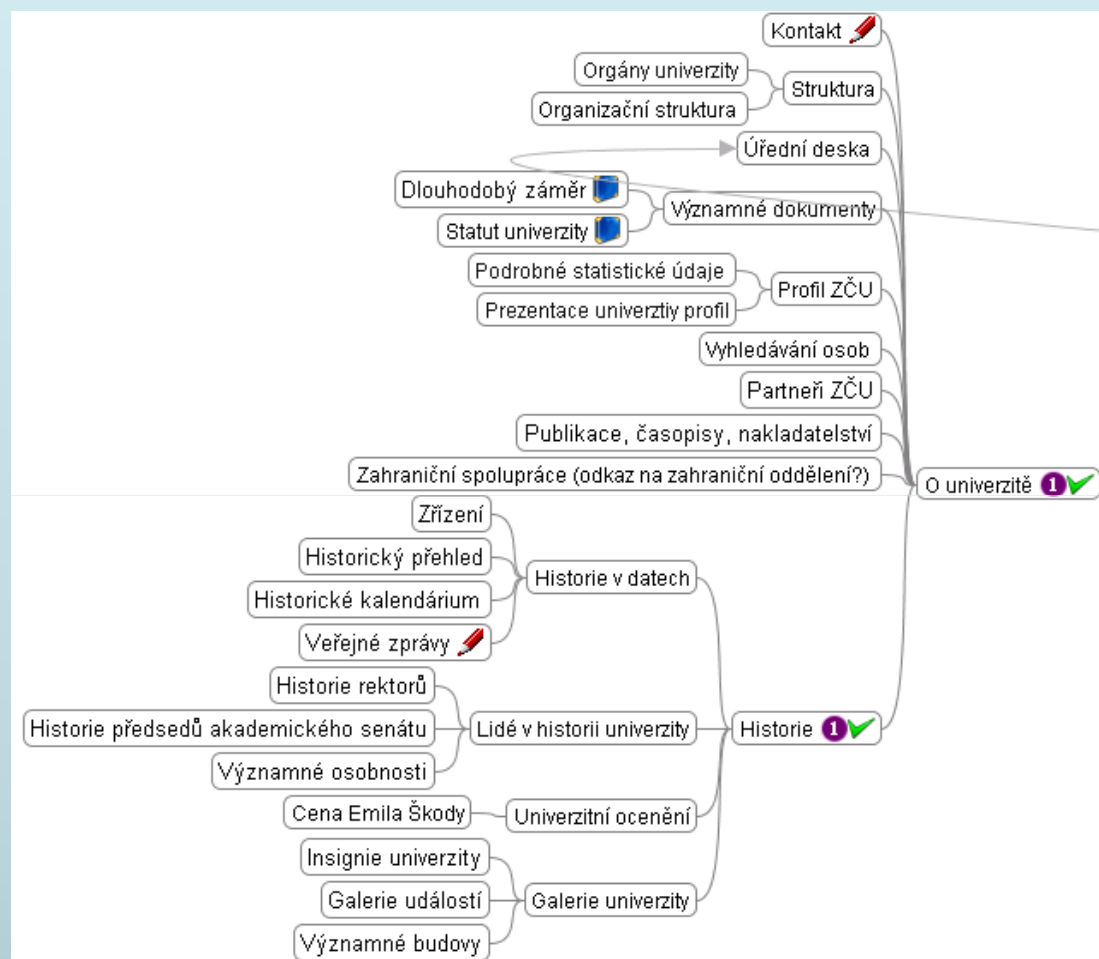 Kontakt
Orgány univerzity
Struktura
Organizační struktura
Úřední deska
Dlouhodobý záměr
Významné dokumenty
Statut univerzity
Podrobné statistické údaje
Profil ZČU
Prezentace univerztiy profil
Vyhledávání osob
Partneři ZČU
Publikace, časopisy, nakladatelství
Zahraniční spolupráce (odkaz na zahraniční oddělení?)
O univerzitě 1
Zřízení
Historický přehled
Historie v datech
Historické kalendárium
Veřejné zprávy
Historie rektorů
Historie předsedů akademického senátu
Lidé v historii univerzity
Historie 1
Významné osobnosti
Cena Emila Škody
Univerzitní ocenění
Insignie univerzity
Galerie událostí
Galerie univerzity
Významné budovy